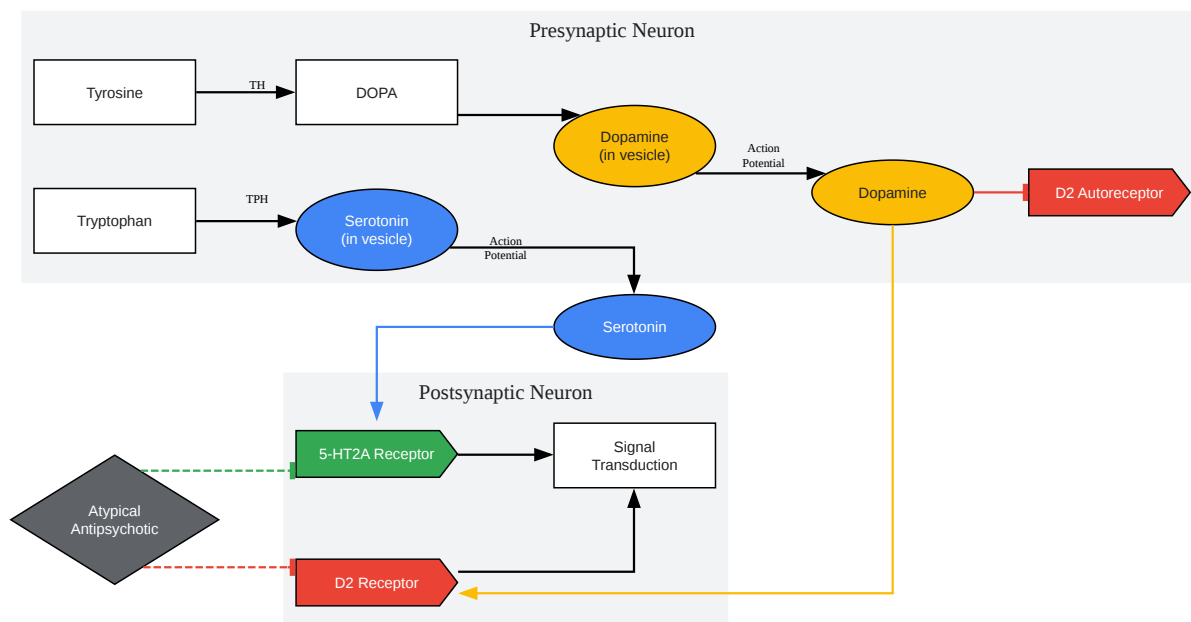 Presynaptic Neuron
Tyrosine
TH
DOPA
Dopamine
(in vesicle)
Action
Potential
Dopamine
D2 Autoreceptor
Tryptophan
TPH
Serotonin
(in vesicle)
Action
Potential
Serotonin
Postsynaptic Neuron
5-HT2A Receptor
Signal
Transduction
Atypical
Antipsychotic
D2 Receptor